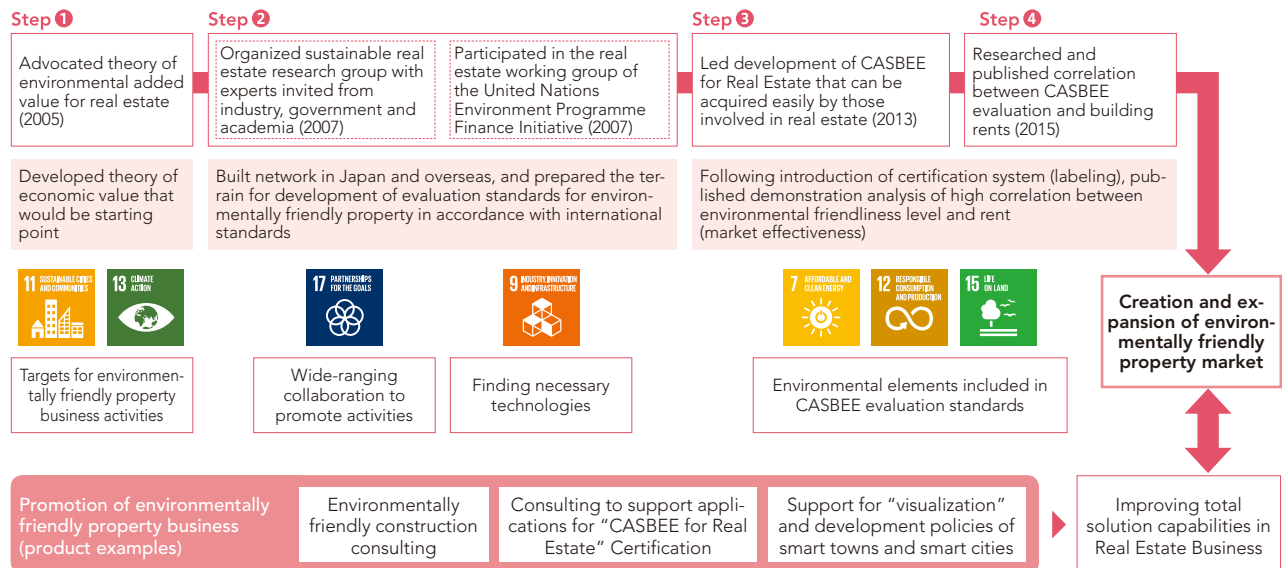 Step 1
Advocated theory of
environmental added
value for real estate
(2005)
Step 2
Organized sustainable real
estate research group with
experts invited from
industry, government and
academia (2007)
Participated in the real
estate working group of
the United Nations
Environment Programme
Finance Initiative (2007)
Step 3
Led development of CASBEE
for Real Estate that can be
acquired easily by those
involved in real estate (2013)
Step 4
Researched and
published correlation
between CASBEE
evaluation and building
rents (2015)
Developed theory of
economic value that
would be starting
point
Built network in Japan and overseas, and prepared the ter-
rain for development of evaluation standards for environ-
mentally friendly property in accordance with international
standards
Following introduction of certification system (labeling), pub-
lished demonstration analysis of high correlation between
environmental friendliness level and rent
(market effectiveness)
11 SUSTAINABLE CITIES
AND COMMUNITIES
13 CLIMATE
ACTION
17 PARTNERSHIPS
FOR THE GOALS
9 INDUSTRY, INNOVATION
AND INFRASTRUCTURE
7 AFFORDABLE AND
CLEAN ENERGY
12 RESPONSIBLE
CONSUMPTION
AND PRODUCTION
15 LIFE
ON LAND
Targets for environmen-
tally friendly property
business activities
Wide-ranging
collaboration to
promote activities
Finding necessary
technologies
Environmental elements included in
CASBEE evaluation standards
Creation and ex-
pansion of environ-
mentally friendly
property market
Promotion of environmentally
friendly property business
(product examples)
Environmentally
friendly construction
consulting
Consulting to support appli-
cations for “CASBEE for Real
Estate” Certification
Support for “visualization”
and development policies of
smart towns and smart cities
Improving total
solution capabilities in
Real Estate Business